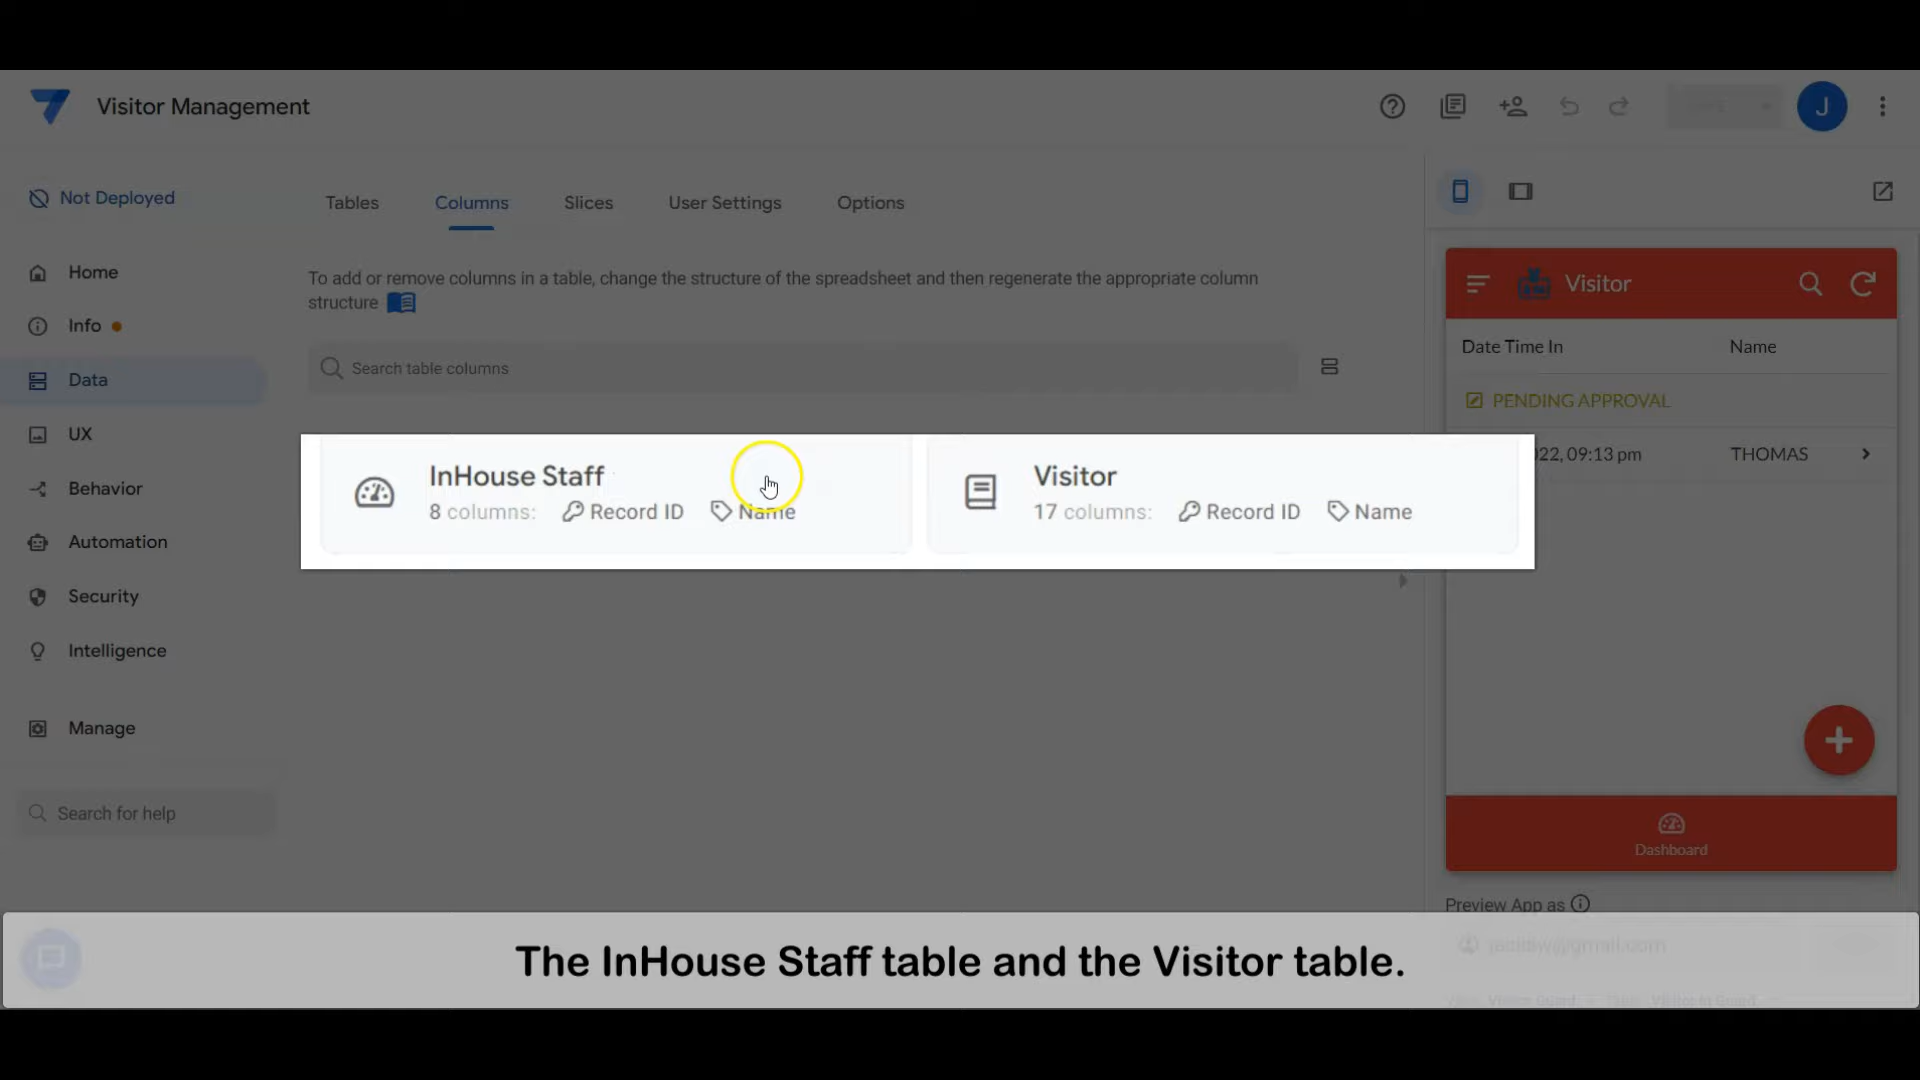 Visitor Management
J
Not Deployed
Tables
Columns
Slices
User Settings
Options
To add or remove columns in a table, change the structure of the spreadsheet and then regenerate the appropriate column
structure
Home
Info
Data
UX
Behavior
Automation
Security
Intelligence
Manage
Search for help
Search table columns
InHouse Staff
8 columns:
Record ID
Name
Visitor
17 columns:
Record ID
Name
Visitor
Date Time In
Name
PENDING APPROVAL
22, 09:13 pm
THOMAS
Dashboard
Preview App as
The InHouse Staff table and the Visitor table.